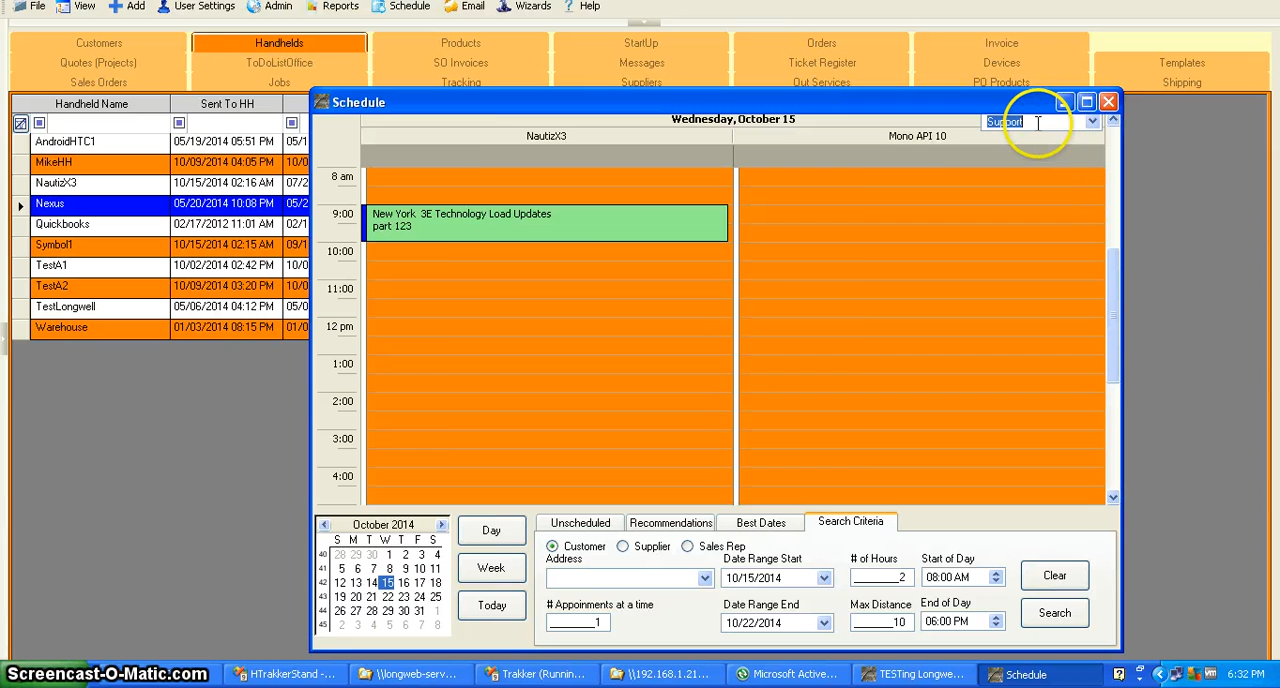 File View Add User Settings Admin Reports Schedule Email Wizards Help
Customers Handhelds Products StartUp Orders Invoice
Quotes (Projects) ToDoListOffice SO Invoices Messages Ticket Register Devices Templates
Sales Orders Jobs Tracking Suppliers Out Services PO Products Shipping
Handheld Name Sent To HH
AndroidHTC1 05/19/2014 05:51 PM 05/1
MikeHH 10/09/2014 04:05 PM 10/0
NautizX3 10/15/2014 02:16 AM 07/2
Nexus 05/20/2014 10:08 PM 05/2
Quickbooks 02/17/2012 11:01 AM 03/2
Symbol1 10/15/2014 02:15 AM 09/1
TestA1 10/02/2014 02:42 PM 10/0
TestA2 10/09/2014 03:20 PM 10/0
TestLongwell 05/06/2014 04:12 PM 05/0
Warehouse 01/03/2014 08:15 PM 01/0
Schedule
Wednesday, October 15
Support
NautizX3 Mono API 10
8 am
9:00
New York 3E Technology Load Updates
part 123
10:00
11:00
12 pm
1:00
2:00
3:00
4:00
October 2014
S M T W T F S
40 28 29 30 1 2 3 4
41 5 6 7 8 9 10 11
42 12 13 14 15 16 17 18
43 19 20 21 22 23 24 25
44 26 27 28 29 30 31 1
45 2 3 4 5 6 7 8
Day
Week
Today
Unscheduled Recommendations Best Dates Search Criteria
Customer Supplier Sales Rep
Address Date Range Start # of Hours Start of Day
10/15/2014 _______2 08:00 AM Clear
# Appoinments at a time Date Range End Max Distance End of Day
_______1 10/22/2014 ______10 06:00 PM Search
Screencast-O-Matic.com
HTrakkerStand - ... \\longweb-serv... Trakker (Runnin... \\192.168.1.21... Microsoft Active... TESTing Longwe... Schedule 6:32 PM